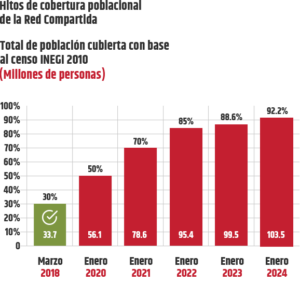 Hitos de cobertura poblacional
de la Red Compartida
Total de población cubierta con base
al censo INEGI 2010
(Millones de personas)
100%
90%
80%
70%
60%
50%
40%
30%
20%
10%
0
30%
50%
70%
85%
88.6%
92.2%
33.7
56.1
78.6
95.4
99.5
103.5
Marzo
2018
Enero
2020
Enero
2021
Enero
2022
Enero
2023
Enero
2024